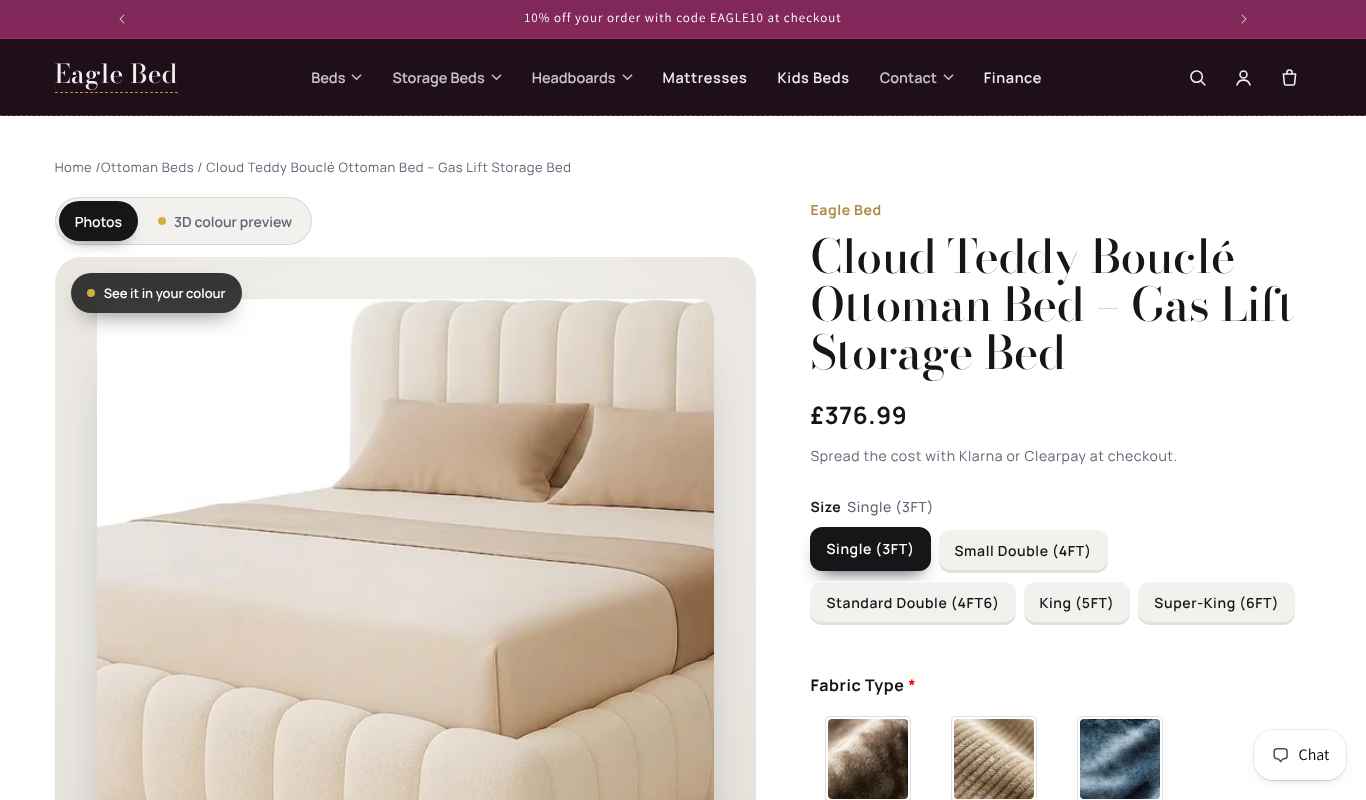 10% off your order with code EAGLE10 at checkout
Eagle Bed
Beds
Storage Beds
Headboards
Mattresses
Kids Beds
Contact
Finance
Home /Ottoman Beds / Cloud Teddy Bouclé Ottoman Bed – Gas Lift Storage Bed
Photos
3D colour preview
See it in your colour
Eagle Bed
Cloud Teddy Bouclé
Ottoman Bed – Gas Lift
Storage Bed
£376.99
Spread the cost with Klarna or Clearpay at checkout.
Size Single (3FT)
Single (3FT)
Small Double (4FT)
Standard Double (4FT6)
King (5FT)
Super-King (6FT)
Fabric Type *
Chat